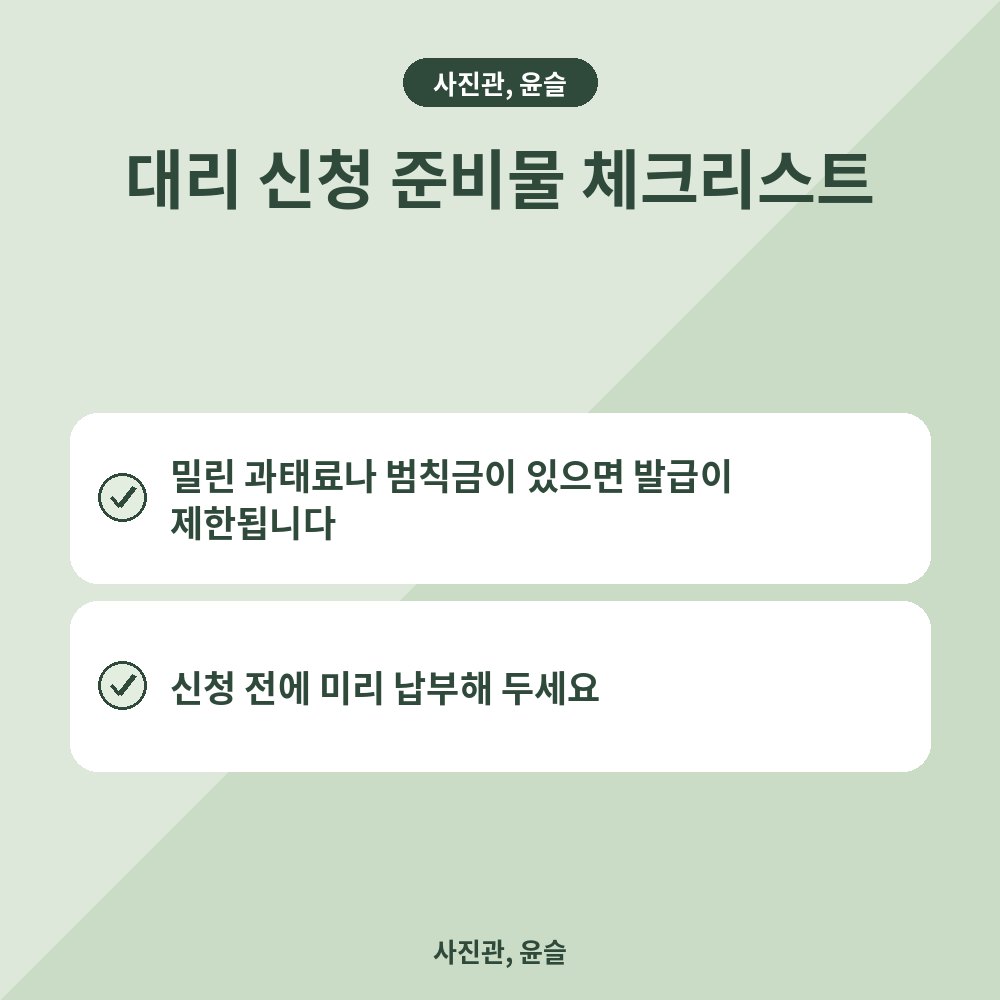 사진관, 윤슬
대리 신청 준비물 체크리스트
밀린 과태료나 범칙금이 있으면 발급이
제한됩니다
신청 전에 미리 납부해 두세요
사진관, 윤슬